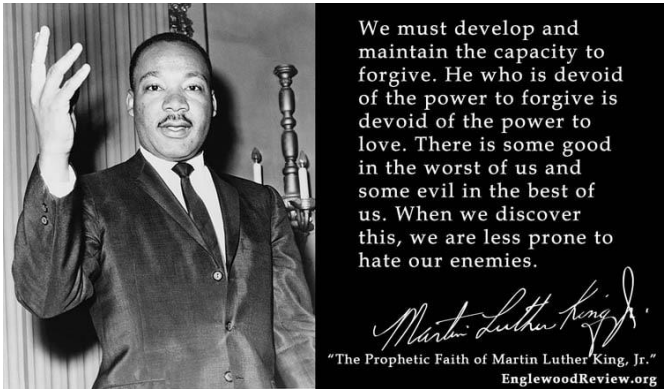 We must develop and
maintain the capacity to
forgive. He who is devoid
of the power to forgive is
devoid of the power to
love. There is some good
in the worst of us and
some evil in the best of
us. When we discover
this, we are less prone to
hate our enemies.
Martin Luther King Jr.
“The Prophetic Faith of Martin Luther King, Jr.”
EnglewoodReview.org